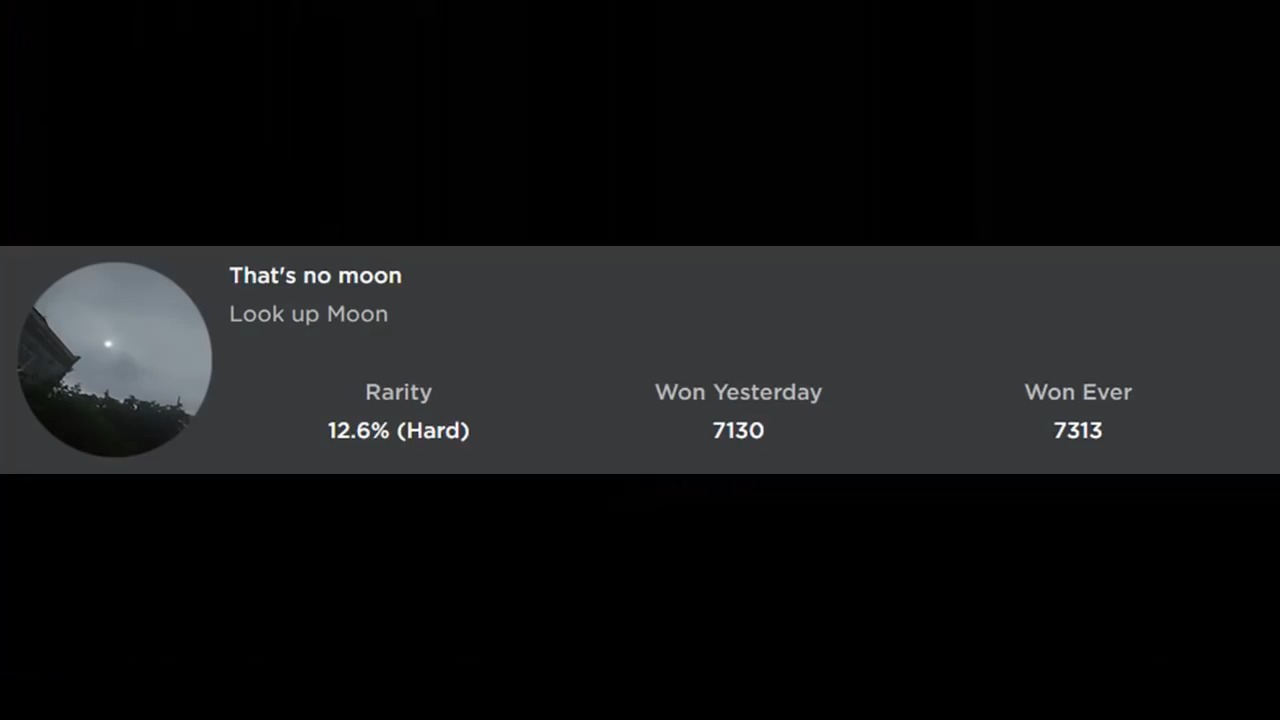 That's no moon
Look up Moon
Rarity Won Yesterday Won Ever
12.6% (Hard) 7130 7313